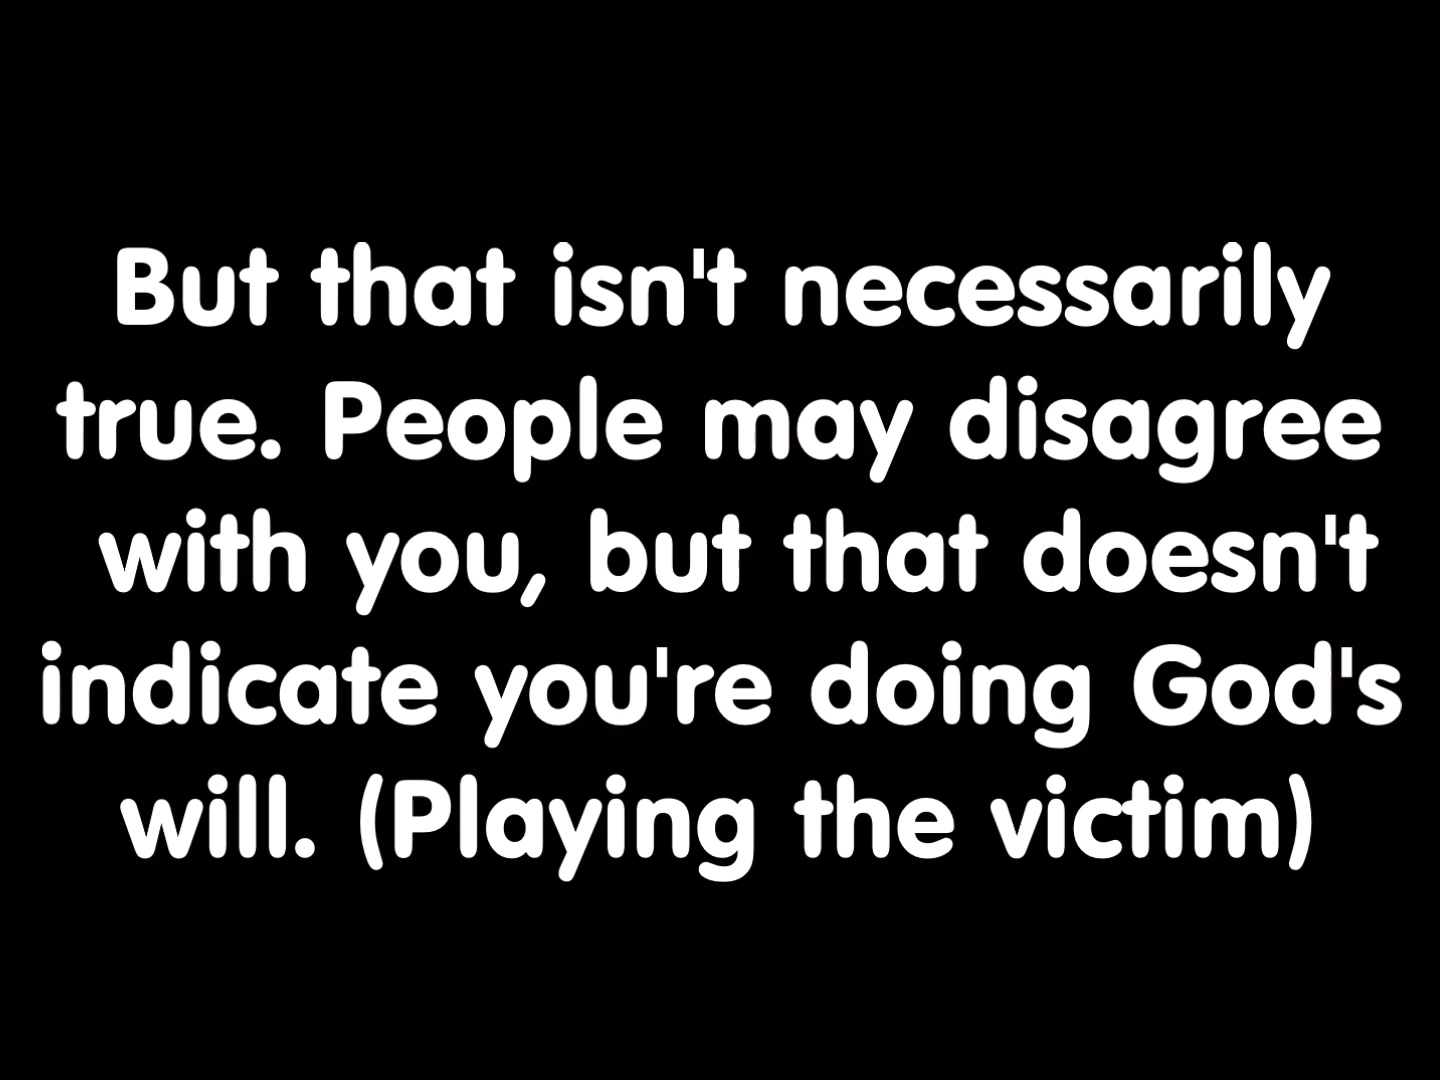 But that isn't necessarily
true. People may disagree
with you, but that doesn't
indicate you're doing God's
will. (Playing the victim)